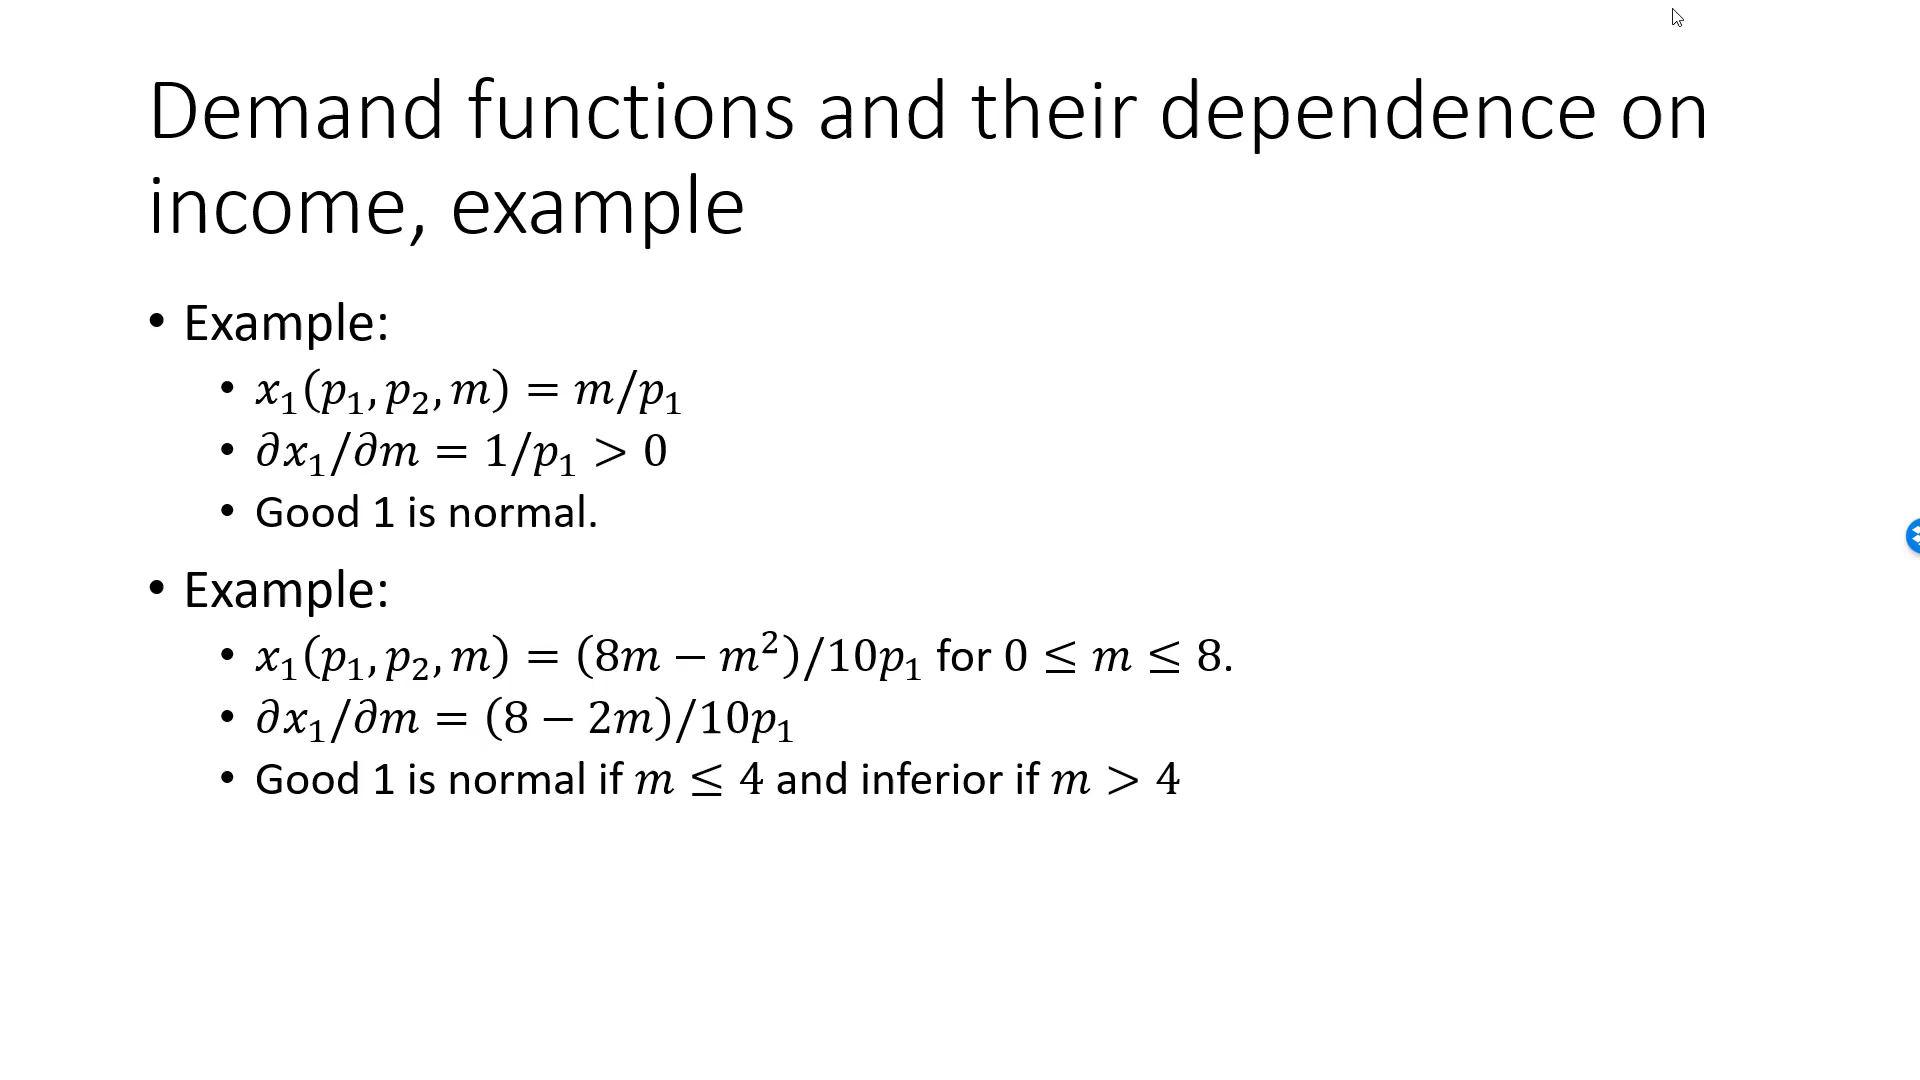 Demand functions and their dependence on
income, example
• Example:
• 𝑥₁(𝑝₁, 𝑝₂, 𝑚) = 𝑚/𝑝₁
• 𝜕𝑥₁/𝜕𝑚 = 1/𝑝₁ > 0
• Good 1 is normal.
• Example:
• 𝑥₁(𝑝₁, 𝑝₂, 𝑚) = (8𝑚 − 𝑚²)/10𝑝₁ for 0 ≤ 𝑚 ≤ 8.
• 𝜕𝑥₁/𝜕𝑚 = (8 − 2𝑚)/10𝑝₁
• Good 1 is normal if 𝑚 ≤ 4 and inferior if 𝑚 > 4